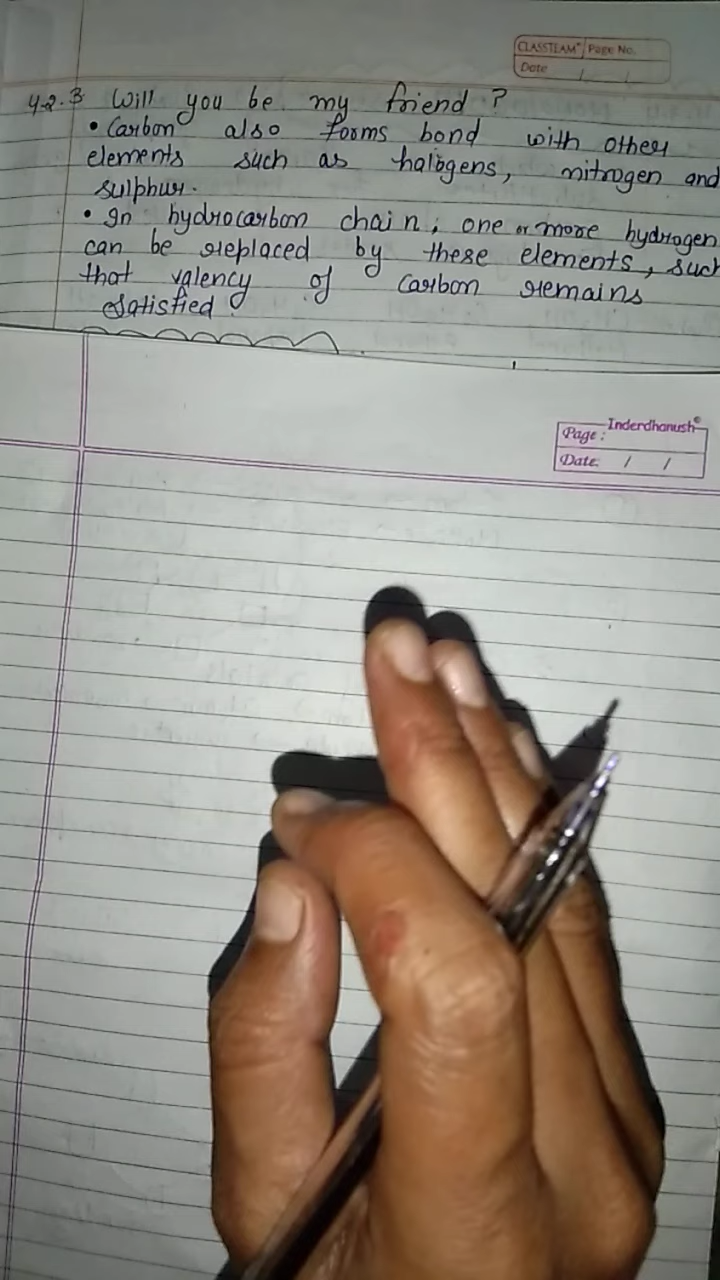 CLASSTEAM Page No.
Date / /
4.2.3 Will you be my friend ?
• Carbon also forms bond with other
elements such as halogens, nitrogen and
sulphur.
• In hydrocarbon chain, one or more hydrogen
can be replaced by these elements, such
that valency of carbon remains
satisfied.
Inderdhanush©
Page:
Date: / /